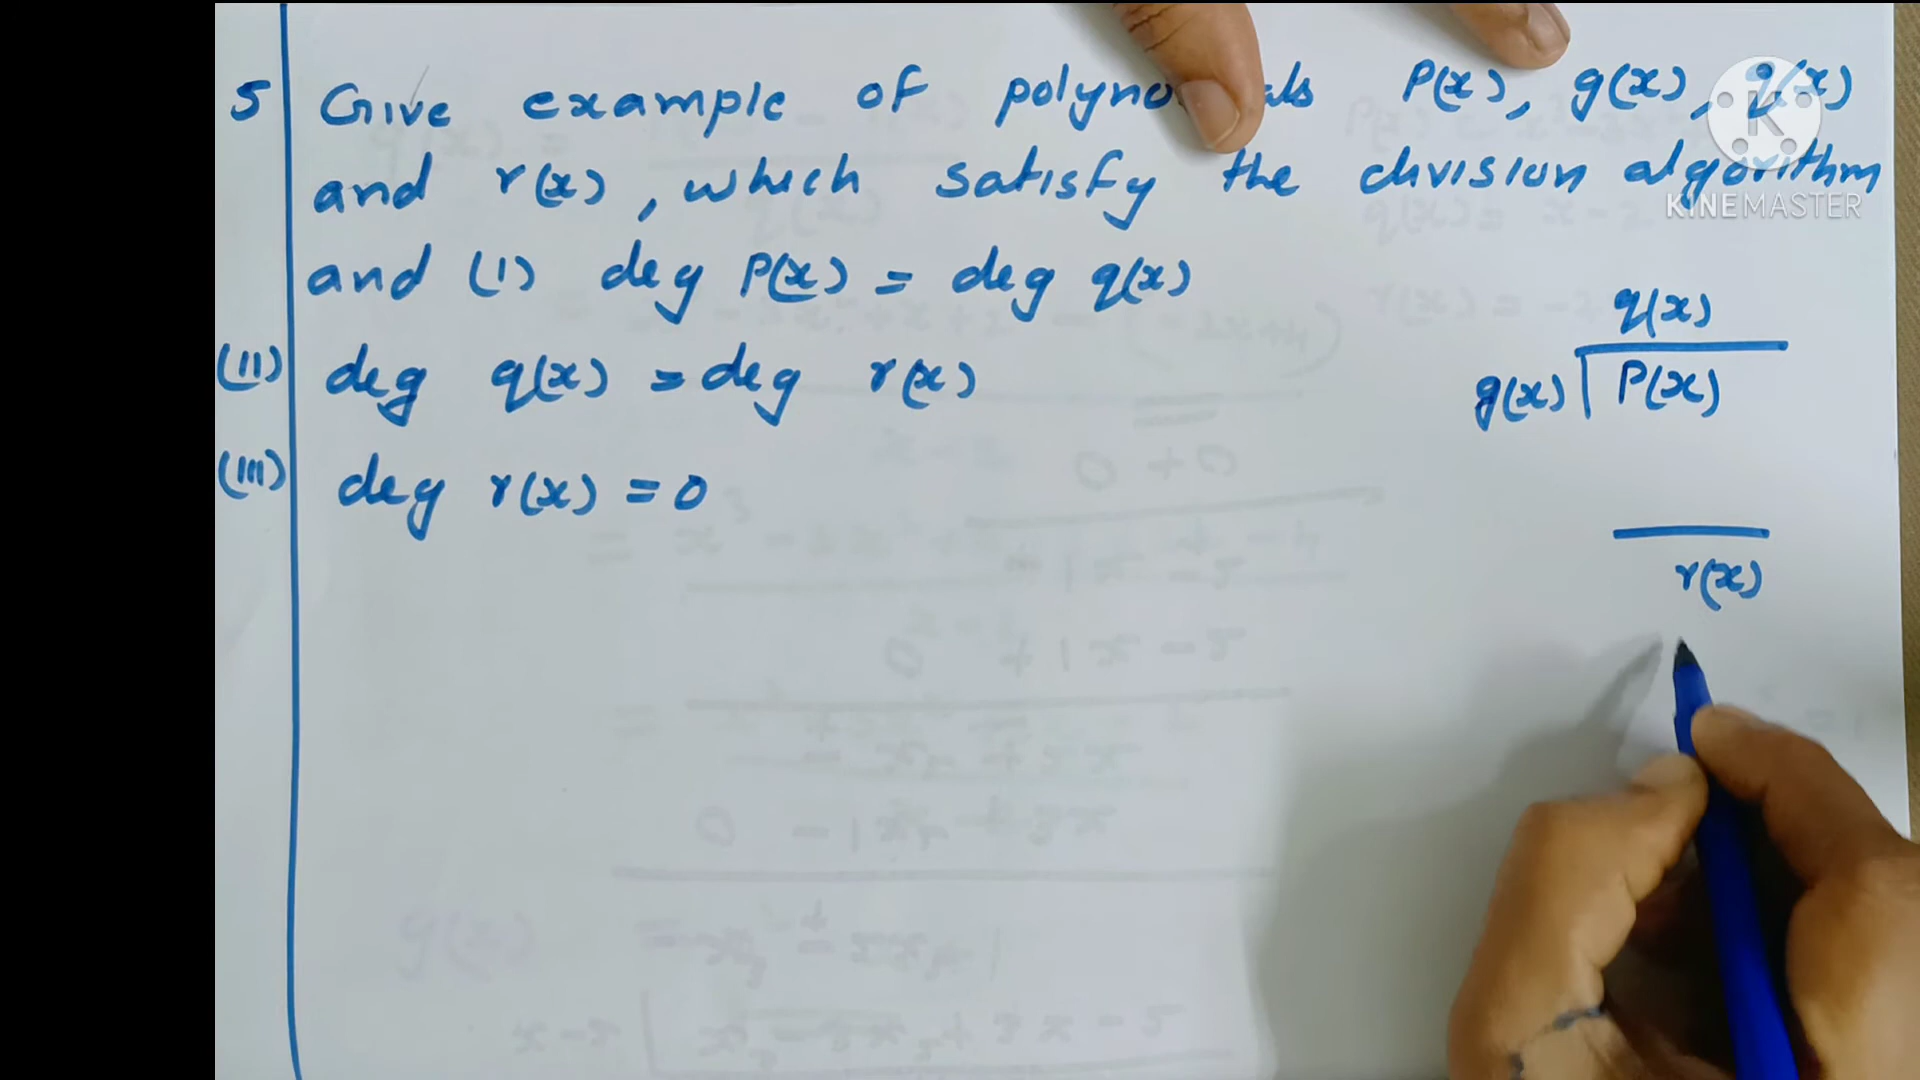 5 Give example of polyno als P(x), g(x), q(x)
and r(x), which satisfy the division algorithm
KINEMASTER
and (I) deg P(x) = deg q(x)
(II) deg q(x) = deg r(x)
(III) deg r(x) = 0
q(x)
g(x) P(x)
r(x)